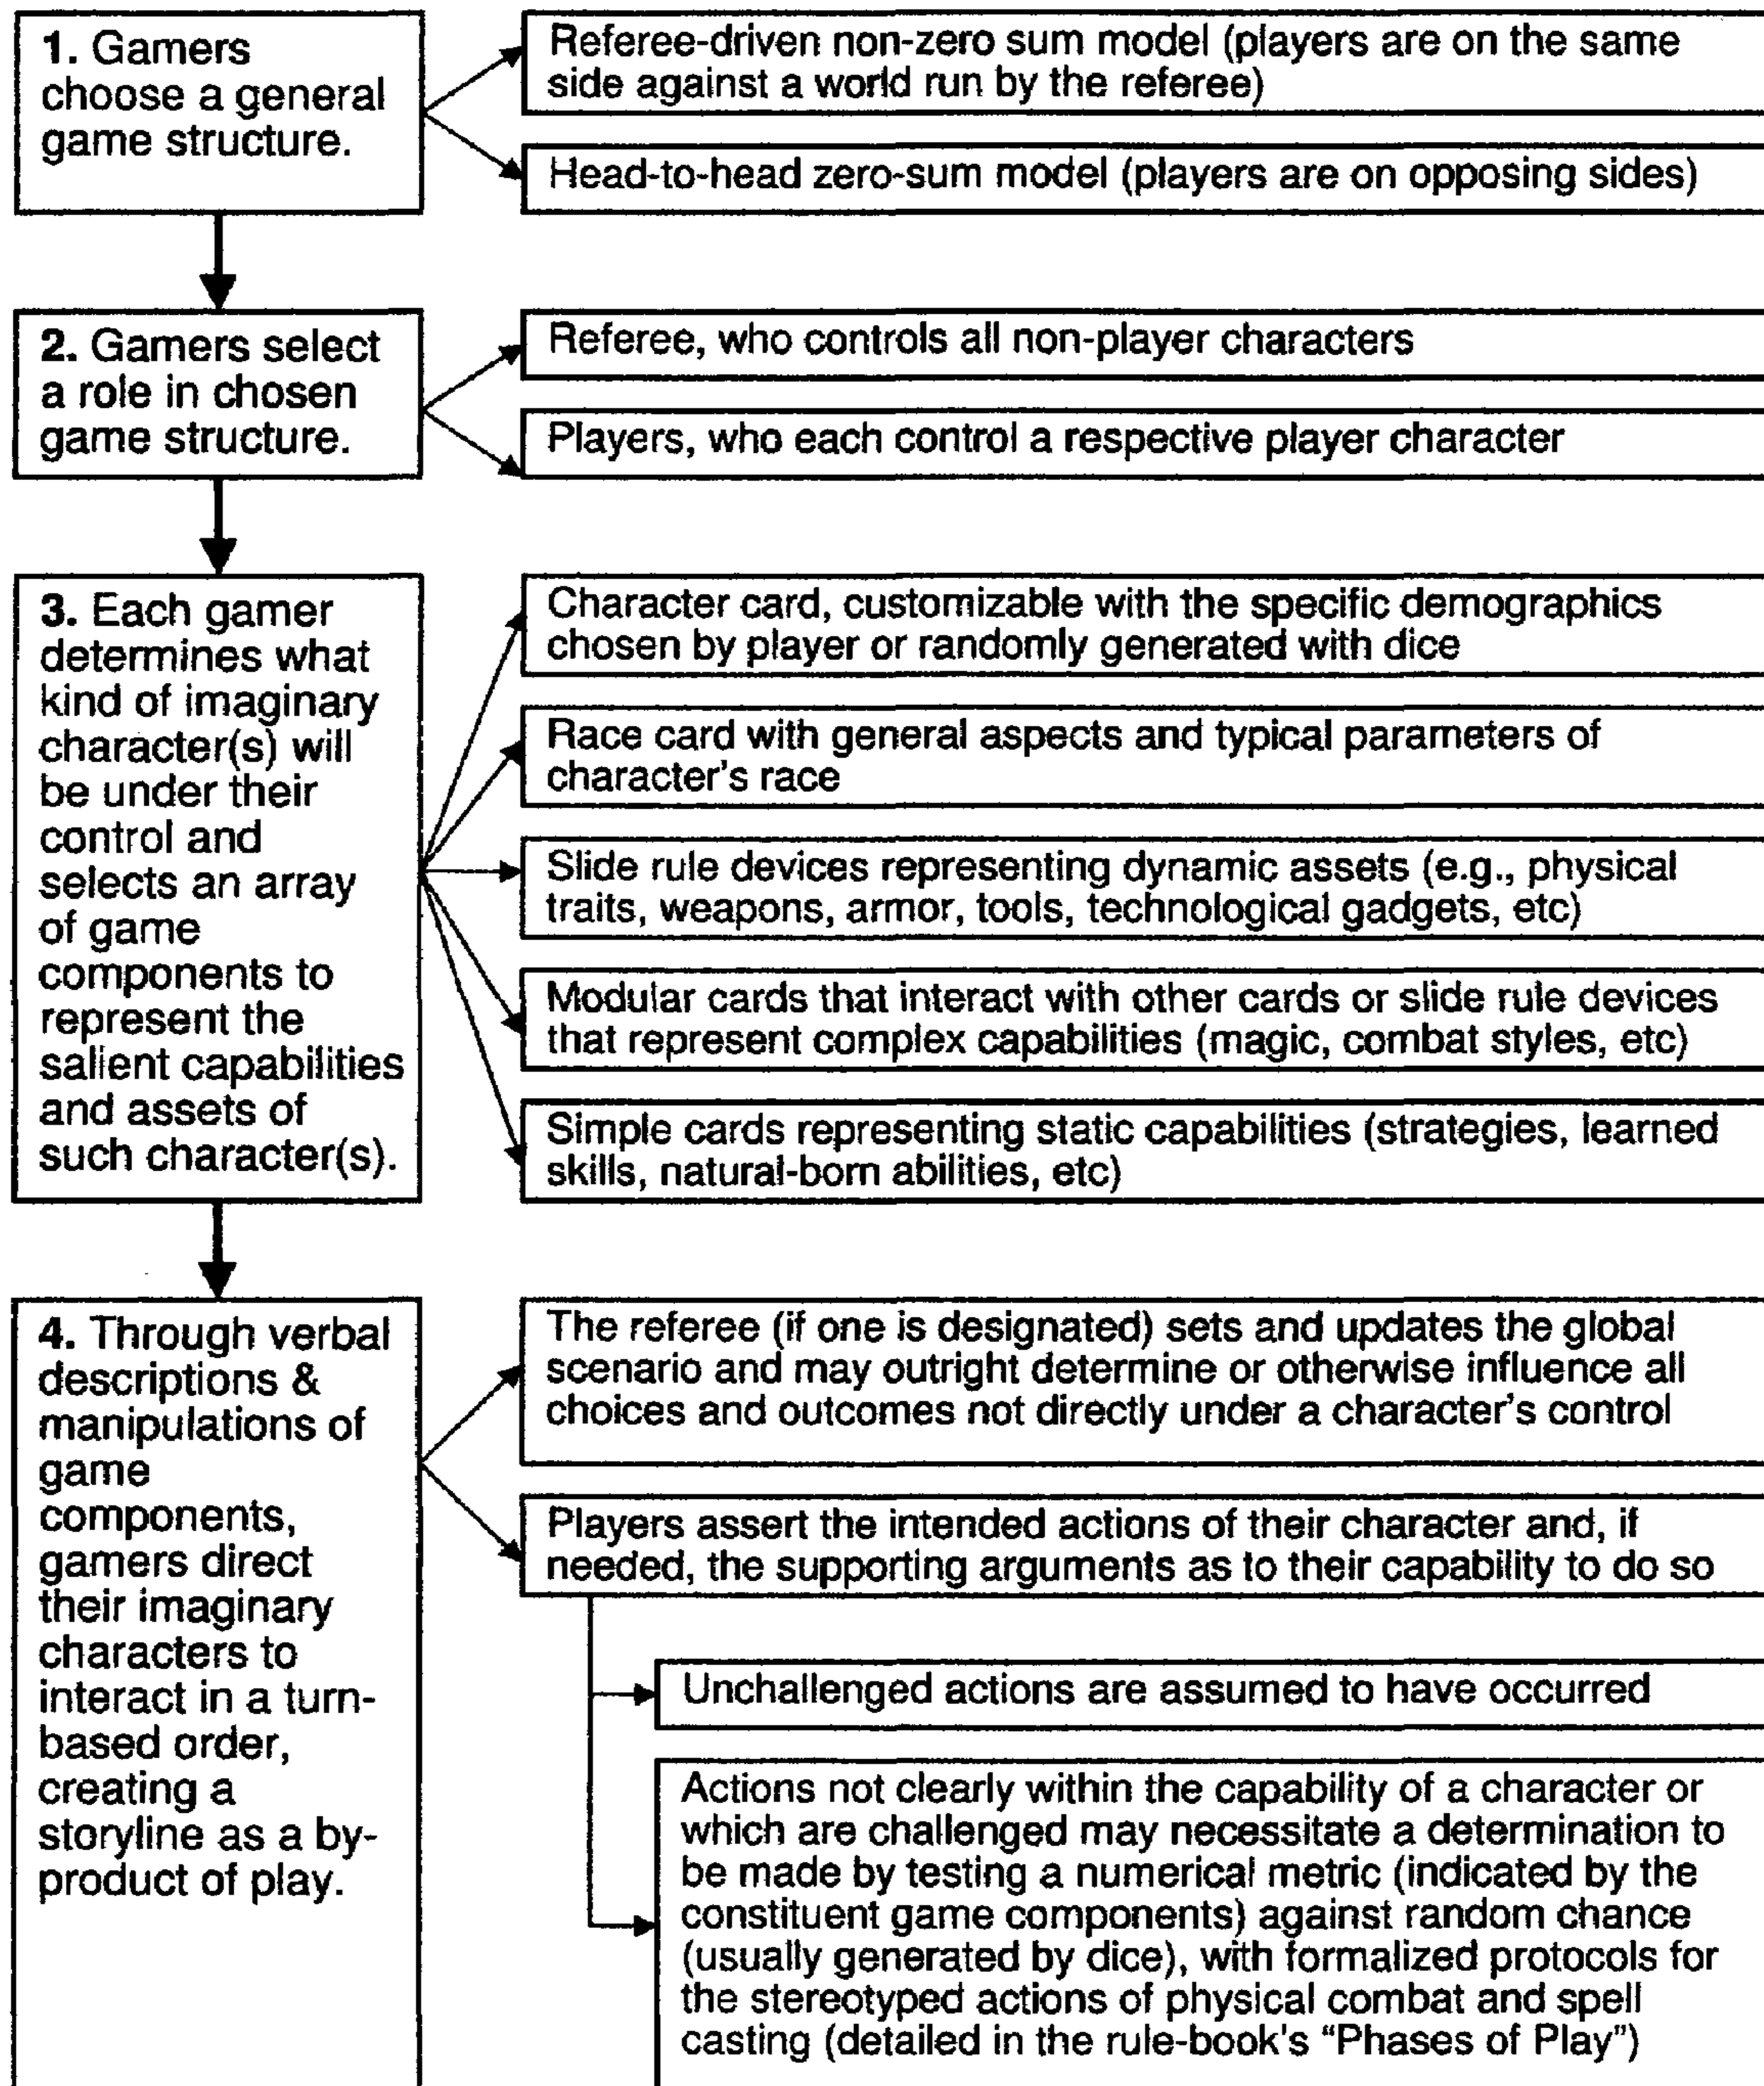 1. Gamers
choose a general
game structure.
Referee-driven non-zero sum model (players are on the same
side against a world run by the referee)
Head-to-head zero-sum model (players are on opposing sides)
2. Gamers select
a role in chosen
game structure.
Referee, who controls all non-player characters
Players, who each control a respective player character
3. Each gamer
determines what
kind of imaginary
character(s) will
be under their
control and
selects an array
of game
components to
represent the
salient capabilities
and assets of
such character(s).
Character card, customizable with the specific demographics
chosen by player or randomly generated with dice
Race card with general aspects and typical parameters of
character's race
Slide rule devices representing dynamic assets (e.g., physical
traits, weapons, armor, tools, technological gadgets, etc)
Modular cards that interact with other cards or slide rule devices
that represent complex capabilities (magic, combat styles, etc)
Simple cards representing static capabilities (strategies, learned
skills, natural-born abilities, etc)
4. Through verbal
descriptions &
manipulations of
game
components,
gamers direct
their imaginary
characters to
interact in a turn-
based order,
creating a
storyline as a by-
product of play.
The referee (if one is designated) sets and updates the global
scenario and may outright determine or otherwise influence all
choices and outcomes not directly under a character's control
Players assert the intended actions of their character and, if
needed, the supporting arguments as to their capability to do so
Unchallenged actions are assumed to have occurred
Actions not clearly within the capability of a character or
which are challenged may necessitate a determination to
be made by testing a numerical metric (indicated by the
constituent game components) against random chance
(usually generated by dice), with formalized protocols for
the stereotyped actions of physical combat and spell
casting (detailed in the rule-book's “Phases of Play”)